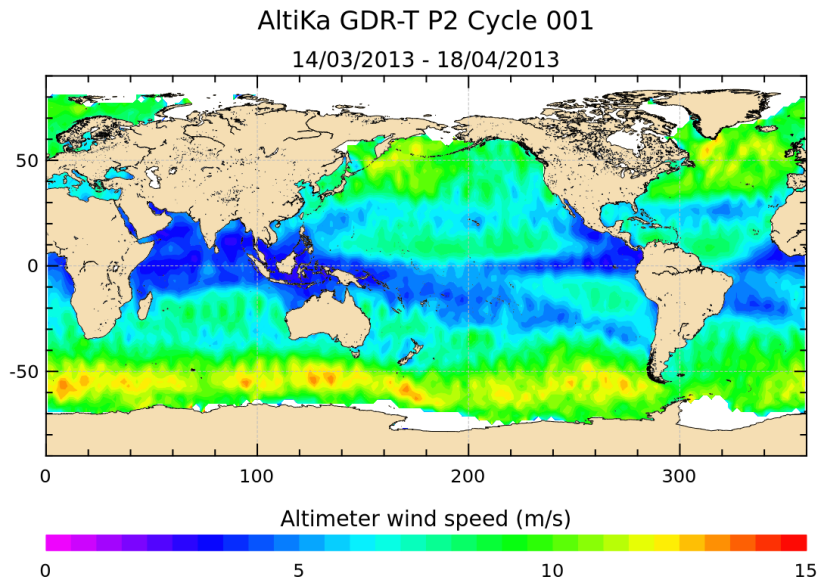 AltiKa GDR-T P2 Cycle 001
14/03/2013 - 18/04/2013
50
0
-50
0 100 200 300
Altimeter wind speed (m/s)
0 5 10 15